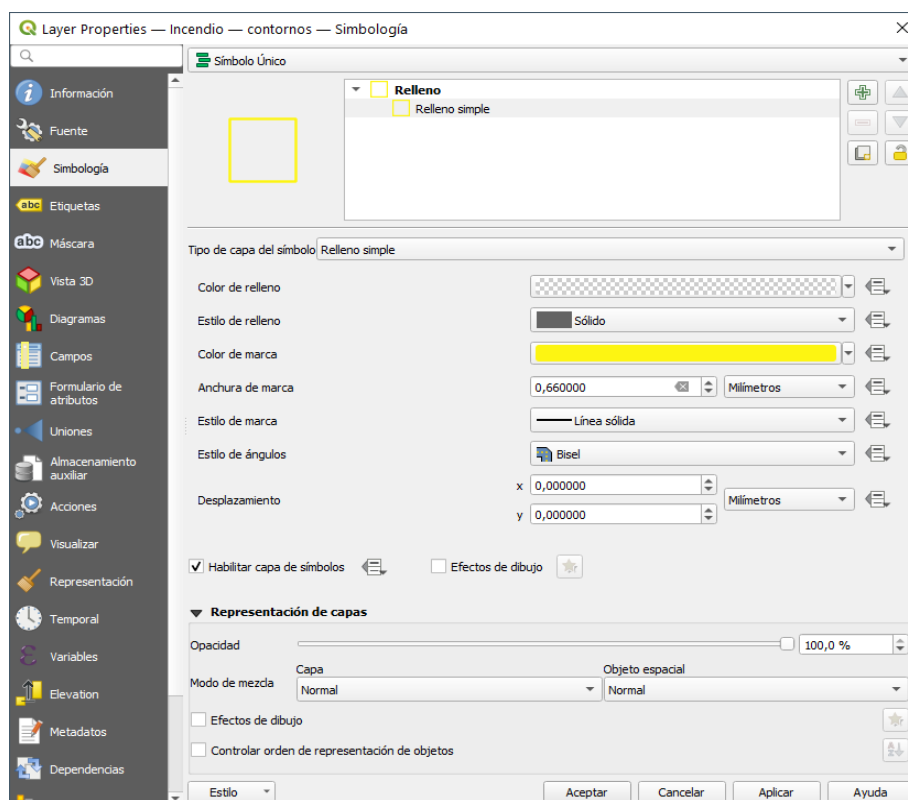 Layer Properties — Incendio — contornos — Simbología
Símbolo Único
Información
Fuente
Simbología
abc Etiquetas
abc Máscara
Vista 3D
Diagramas
Campos
Formulario de
atributos
Uniones
Almacenamiento
auxiliar
Acciones
Visualizar
Representación
Temporal
Variables
Elevation
Metadatos
Dependencias
Relleno
Relleno simple
Tipo de capa del símbolo Relleno simple
Color de relleno
Estilo de relleno Sólido
Color de marca
Anchura de marca 0,660000 Milímetros
Estilo de marca Línea sólida
Estilo de ángulos Bisel
Desplazamiento x 0,000000 Milímetros
y 0,000000
Habilitar capa de símbolos Efectos de dibujo
Representación de capas
Opacidad 100,0 %
Capa Objeto espacial
Modo de mezcla Normal Normal
Efectos de dibujo
Controlar orden de representación de objetos
Estilo Aceptar Cancelar Aplicar Ayuda